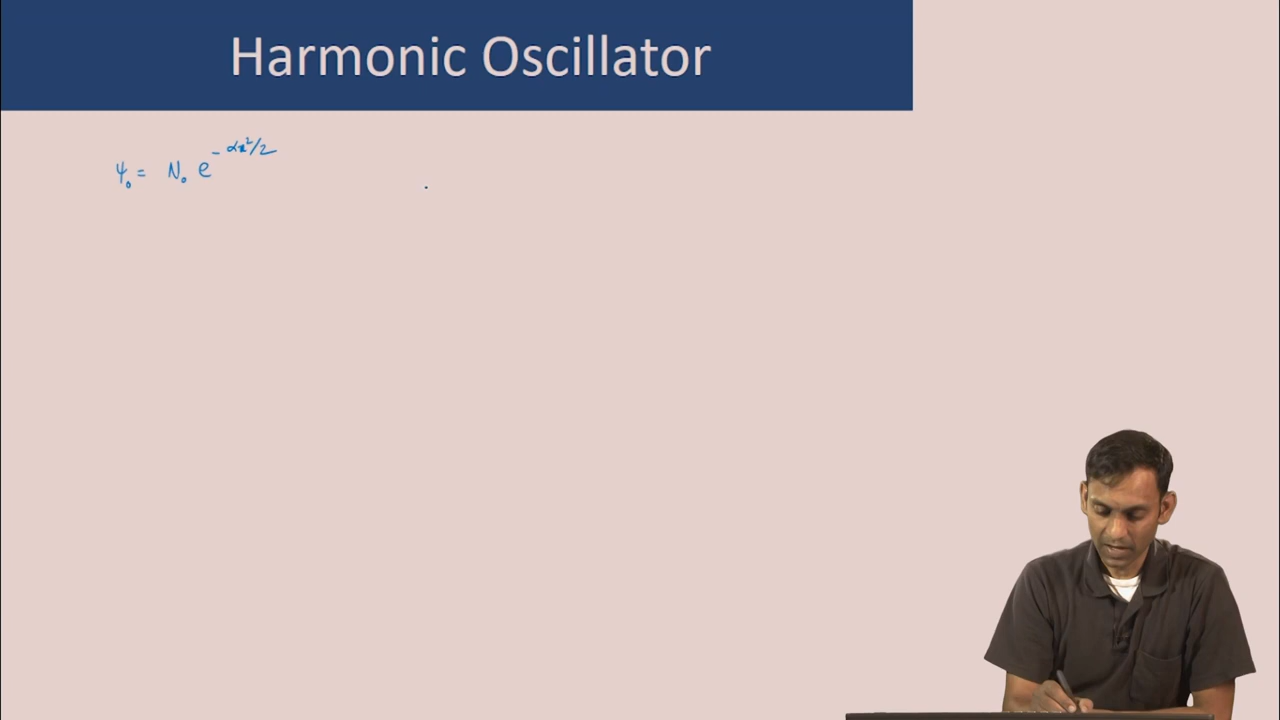 Harmonic Oscillator
ψ₀ = N₀ e^{-αx²/2}